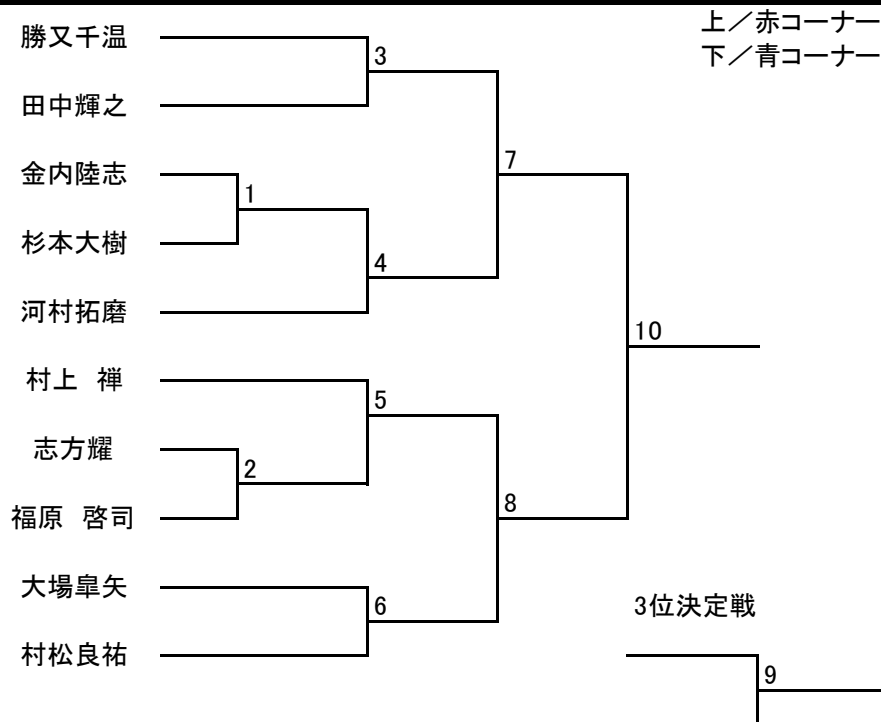 上／赤コーナー
下／青コーナー
勝又千温
3
田中輝之
7
金内陸志
1
杉本大樹
4
河村拓磨
10
村上 禅
5
志方耀
2
福原 啓司
8
大場皐矢
6
3位決定戦
村松良祐
9